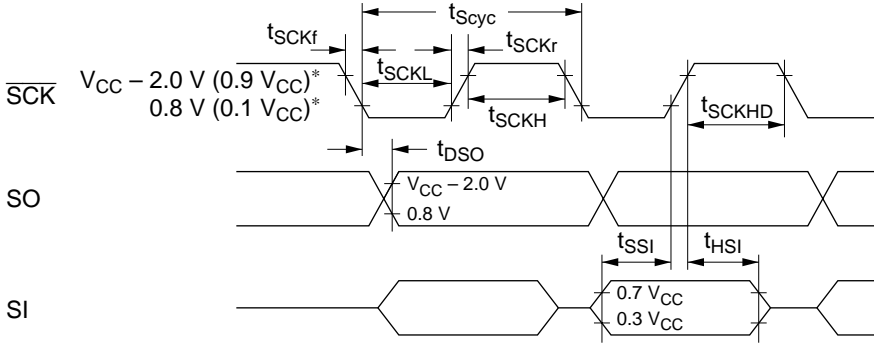 tScyc
tSCKf
tSCKr
tSCKL
SCK
VCC – 2.0 V (0.9 VCC)*
0.8 V (0.1 VCC)*
tSCKH
tSCKHD
tDSO
SO
VCC – 2.0 V
0.8 V
tSSI
tHSI
SI
0.7 VCC
0.3 VCC